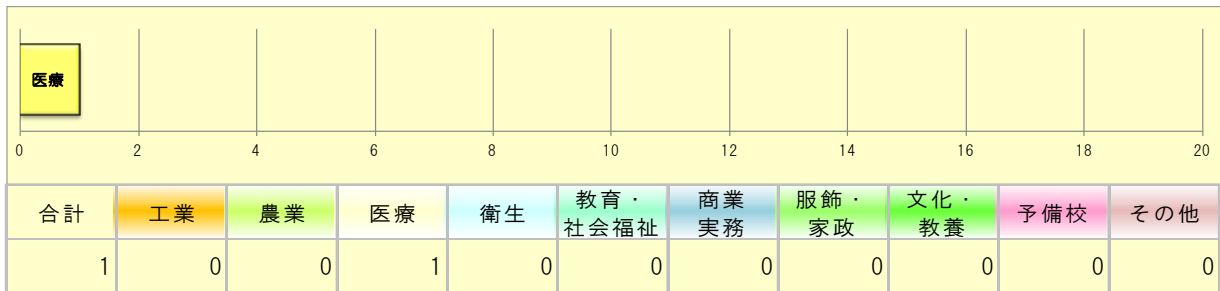 医療
0 2 4 6 8 10 12 14 16 18 20
合計 工業 農業 医療 衛生 教育・社会福祉 商業実務 服飾・家政 文化・教養 予備校 その他
1 0 0 1 0 0 0 0 0 0 0